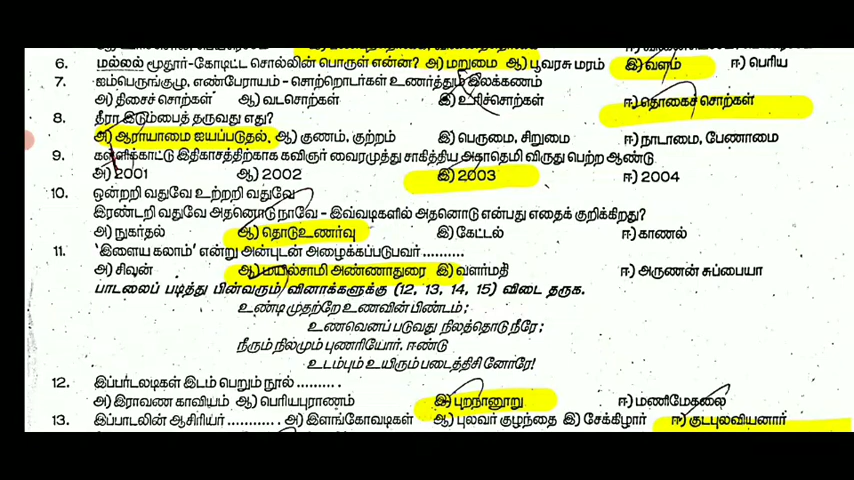 6. மல்லல் மூதூர்-கோடிட்ட சொல்லின் பொருள் என்ன? அ) மறுமை ஆ) பூவரசு மரம் இ) வளம் ஈ) பெரிய
7. ஐம்பெருங்குழு, எண்பேராயம் - சொற்றொடர்கள் உணர்த்தும் இலக்கணம்
அ) திசைச் சொற்கள் ஆ) வடசொற்கள் இ) உரிச்சொற்கள் ஈ) தொகைச் சொற்கள்
8. தீரா இடும்பைத் தருவது எது?
அ) ஆராயாமை ஐயப்படுதல், ஆ) குணம், குற்றம் இ) பெருமை, சிறுமை ஈ) நாடாமை, பேணாமை
9. கள்ளிக்காட்டு இதிகாசத்திற்காக கவிஞர் வைரமுத்து சாகித்திய அகாதெமி விருது பெற்ற ஆண்டு
அ) 2001 ஆ) 2002 இ) 2003 ஈ) 2004
10. ஒன்றறி வதுவே உற்றறி வதுவே
இரண்டறி வதுவே அதனொடு நாவே - இவ்வடிகளில் அதனொடு என்பது எதைக் குறிக்கிறது?
அ) நுகர்தல் ஆ) தொடுஉணர்வு இ) கேட்டல் ஈ) காணல்
11. 'இளைய கலாம்' என்று அன்புடன் அழைக்கப்படுபவர் ..........
அ) சிவன் ஆ) மயில்சாமி அண்ணாதுரை இ) வளர்மதி ஈ) அருணன் சுப்பையா
பாடலைப் படித்து பின்வரும் வினாக்களுக்கு (12, 13, 14, 15) விடை தருக.
உண்டி முதற்றே உணவின் பிண்டம்;
உணவெனப் படுவது நிலத்தொடு நீரே;
நீரும் நிலமும் புணரியோர், ஈண்டு
உடம்பும் உயிரும் படைத்திசி னோரே!
12. இப்பாடலடிகள் இடம் பெறும் நூல் ......... .
அ) இராவண காவியம் ஆ) பெரியபுராணம் இ) புறநானூறு ஈ) மணிமேகலை
13. இப்பாடலின் ஆசிரியர் ........... . அ) இளங்கோவடிகள் ஆ) புலவர் குழந்தை இ) சேக்கிழார் ஈ) குடபுலவியனார்